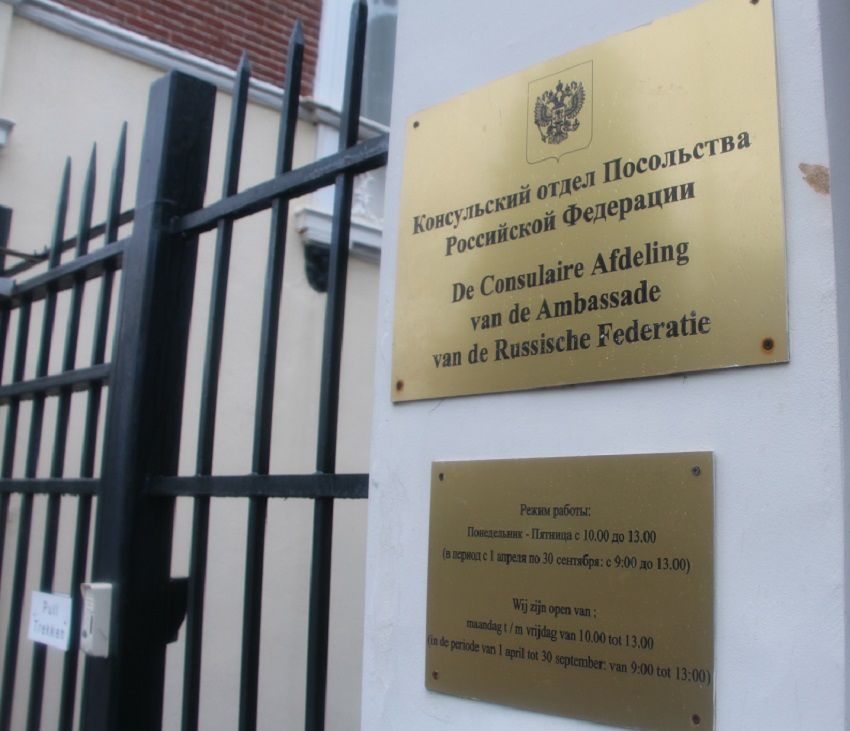 Консульский отдел Посольства
Российской Федерации
De Consulaire Afdeling
van de Ambassade
van de Russische Federatie
Режим работы:
Понедельник - Пятница с 10.00 до 13.00
(в период с 1 апреля по 30 сентября: с 9:00 до 13.00)
Wij zijn open van ;
maandag t / m vrijdag van 10.00 tot 13.00
(in de periode van 1 april tot 30 september: van 9:00 tot 13:00)
Pull
Trekken